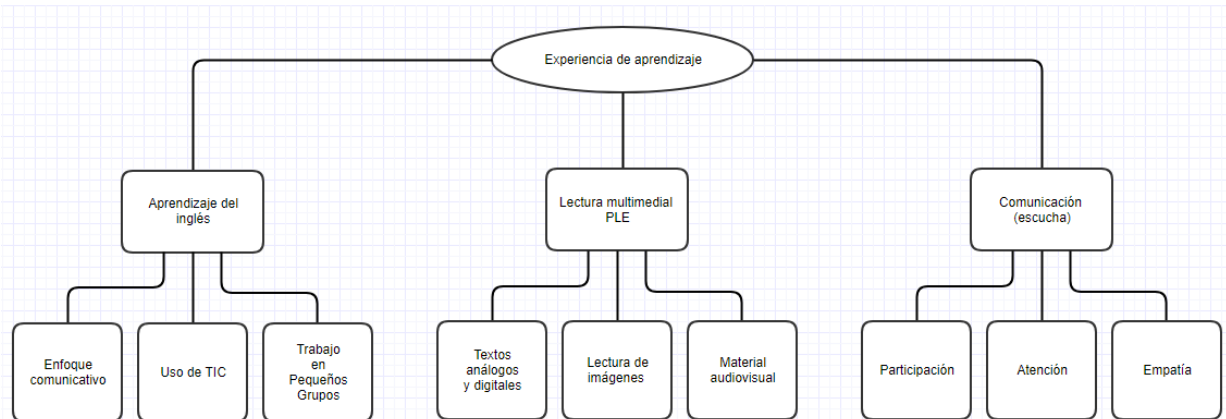 Experiencia de aprendizaje
Aprendizaje del
inglés
Lectura multimedial
PLE
Comunicación
(escucha)
Enfoque
comunicativo
Uso de TIC
Trabajo
en
Pequeños
Grupos
Textos
análogos
y digitales
Lectura de
imágenes
Material
audiovisual
Participación
Atención
Empatía